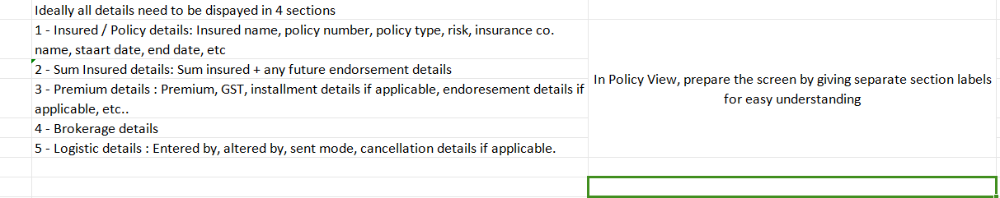 Ideally all details need to be dispayed in 4 sections
1 - Insured / Policy details: Insured name, policy number, policy type, risk, insurance co.
name, staart date, end date, etc
2 - Sum Insured details: Sum insured + any future endorsement details
3 - Premium details : Premium, GST, installment details if applicable, endoresement details if
applicable, etc..
4 - Brokerage details
5 - Logistic details : Entered by, altered by, sent mode, cancellation details if applicable.
In Policy View, prepare the screen by giving separate section labels
for easy understanding